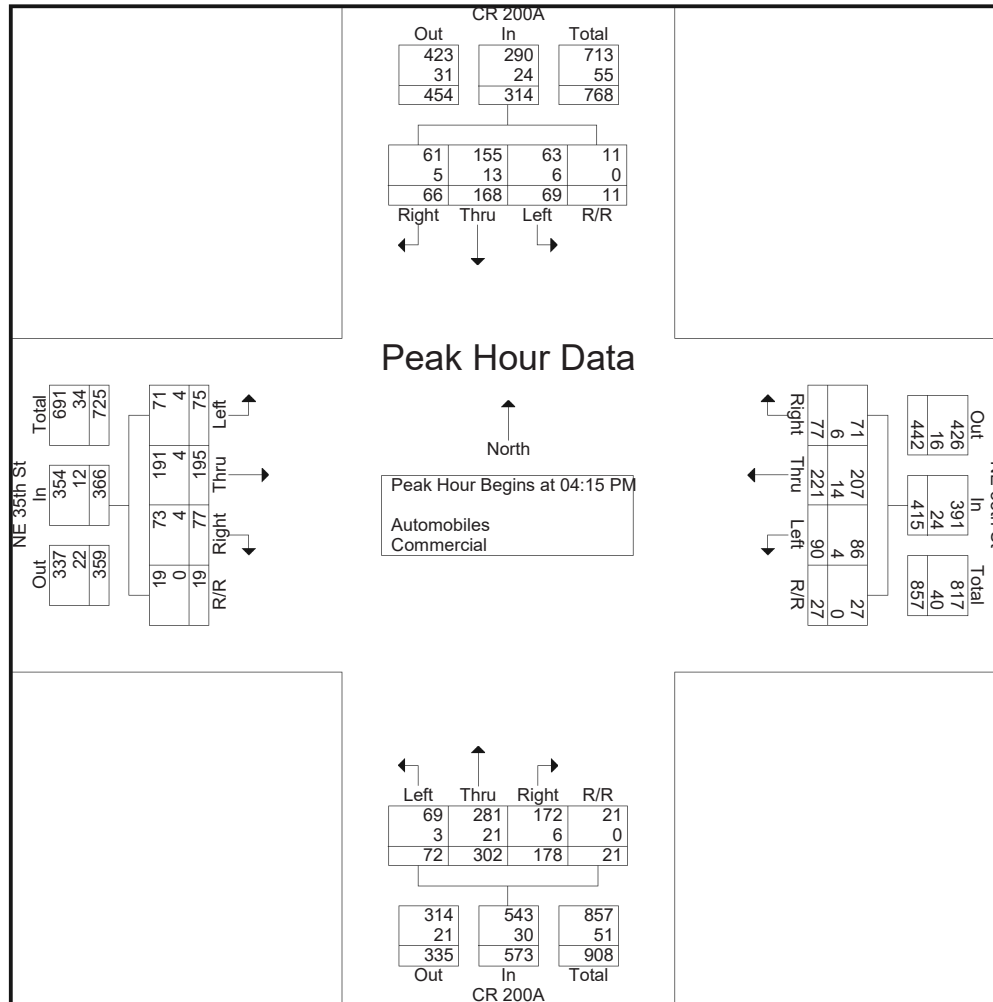 CR 200A
Out In Total
423 290 713
31 24 55
454 314 768
61 155 63 11
5 13 6 0
66 168 69 11
Right Thru Left R/R
Peak Hour Data
North
Peak Hour Begins at 04:15 PM
Automobiles
Commercial
NE 35th St
Out In Total
337 354 691
22 12 34
359 366 725
R/R Right Thru Left
19 73 191 71
0 4 4 4
19 77 195 75
Out In Total
426 391 817
16 24 40
442 415 857
Right Thru Left R/R
71 207 86 27
6 14 4 0
77 221 90 27
Left Thru Right R/R
69 281 172 21
3 21 6 0
72 302 178 21
314 543 857
21 30 51
335 573 908
Out In Total
CR 200A